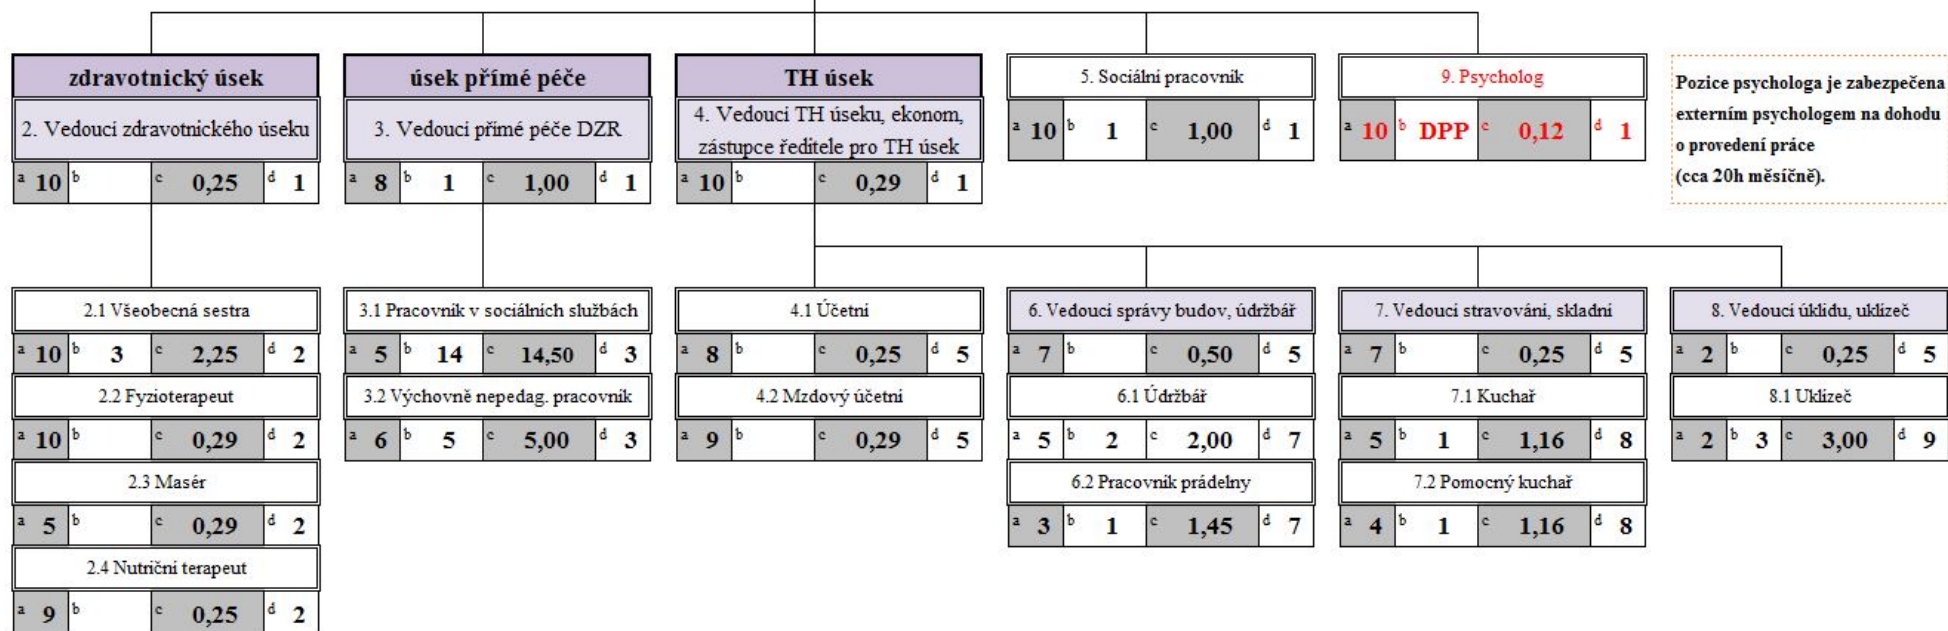 zdravotnický úsek
2. Vedoucí zdravotnického úseku
a 10 b c 0,25 d 1
úsek přímé péče
3. Vedoucí přímé péče DZR
a 8 b 1 c 1,00 d 1
TH úsek
4. Vedoucí TH úseku, ekonom,
zástupce ředitele pro TH úsek
a 10 b c 0,29 d 1
5. Sociální pracovník
a 10 b 1 c 1,00 d 1
9. Psycholog
a 10 b DPP c 0,12 d 1
Pozice psychologa je zabezpečena
externím psychologem na dohodu
o provedení práce
(cca 20h měsíčně).
2.1 Všeobecná sestra
a 10 b 3 c 2,25 d 2
2.2 Fyzioterapeut
a 10 b c 0,29 d 2
2.3 Masér
a 5 b c 0,29 d 2
2.4 Nutriční terapeut
a 9 b c 0,25 d 2
3.1 Pracovník v sociálních službách
a 5 b 14 c 14,50 d 3
3.2 Výchovně nepedag. pracovník
a 6 b 5 c 5,00 d 3
4.1 Účetní
a 8 b c 0,25 d 5
4.2 Mzdový účetní
a 9 b c 0,29 d 5
6. Vedoucí správy budov, údržbář
a 7 b c 0,50 d 5
6.1 Údržbář
a 5 b 2 c 2,00 d 7
6.2 Pracovník prádelny
a 3 b 1 c 1,45 d 7
7. Vedoucí stravování, skladní
a 7 b c 0,25 d 5
7.1 Kuchař
a 5 b 1 c 1,16 d 8
7.2 Pomocný kuchař
a 4 b 1 c 1,16 d 8
8. Vedoucí úklidu, uklízeč
a 2 b c 0,25 d 5
8.1 Uklízeč
a 2 b 3 c 3,00 d 9